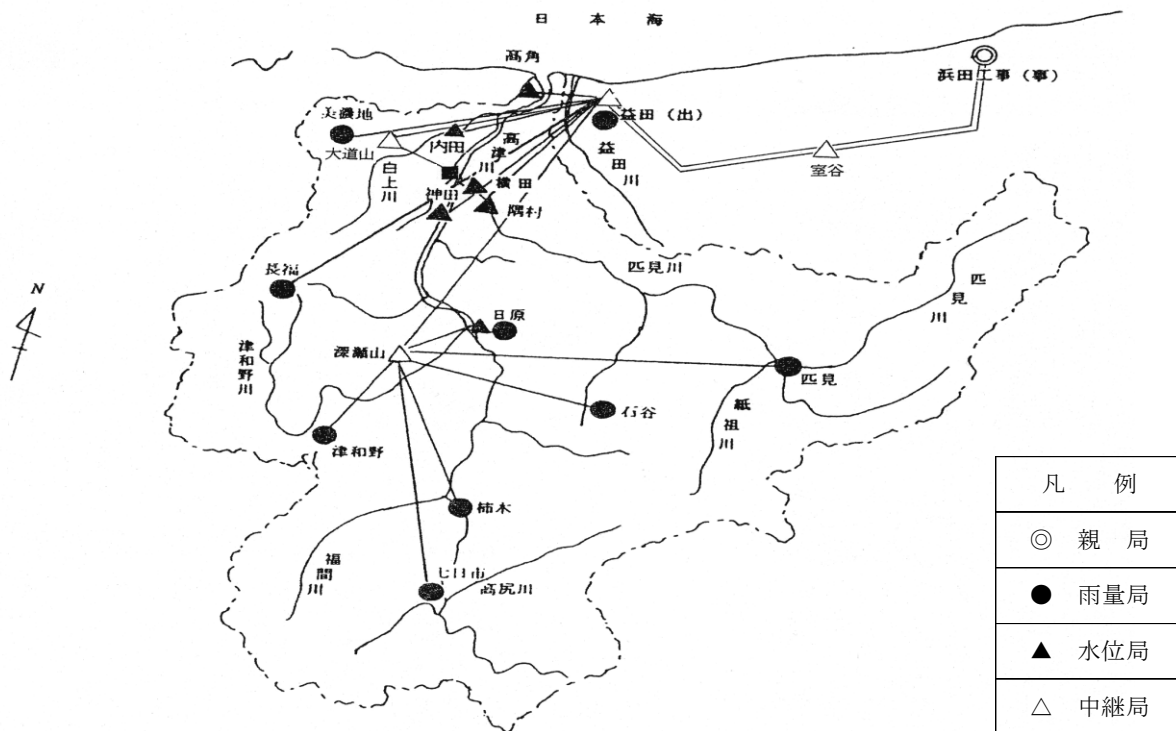 日本海
高角
浜田工事（事）
美濃地
益田（出）
大道山
内田
高津川
益田川
室谷
白上川
神田
横田
隅村
匹見川
長福
匹見川
N
日原
津和野川
深瀬山
匹見
紙祖川
石谷
津和野
柿木
福間川
七日市
高尻川
凡 例
◎ 親 局
● 雨量局
▲ 水位局
△ 中継局